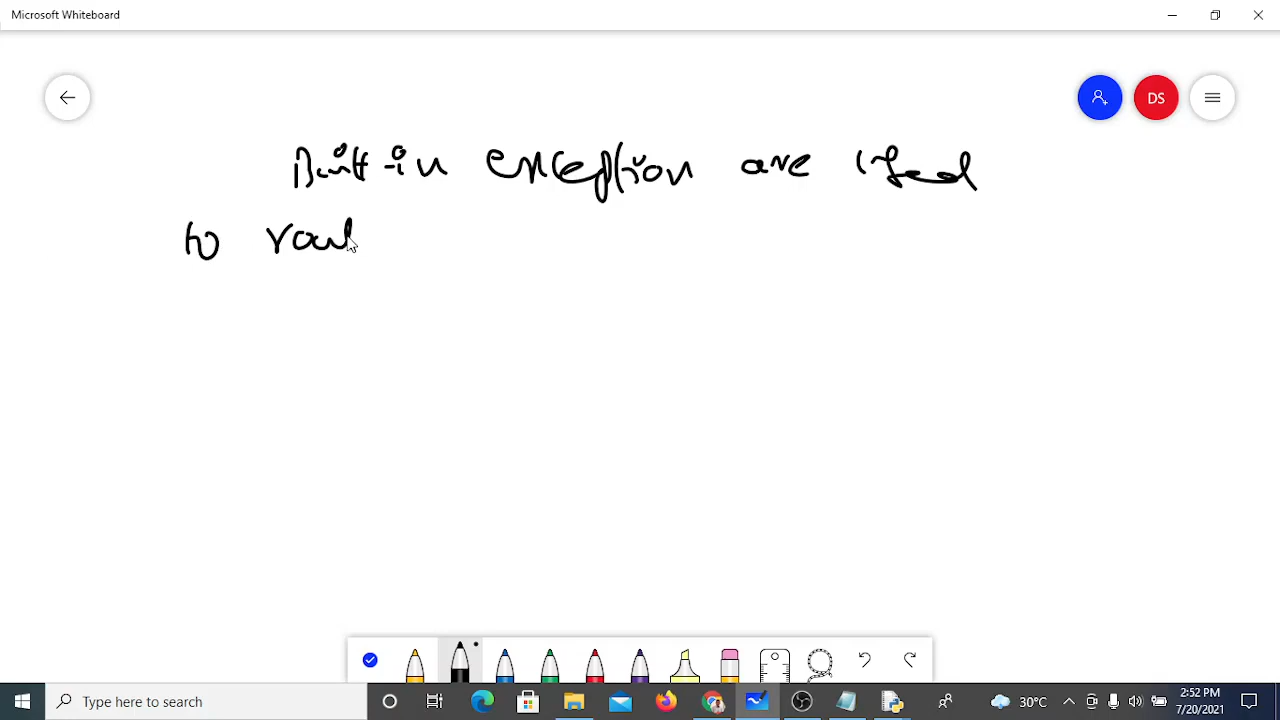 Microsoft Whiteboard
DS
Built-in exception are used
to
Type here to search
30°C
2:52 PM
7/20/2021